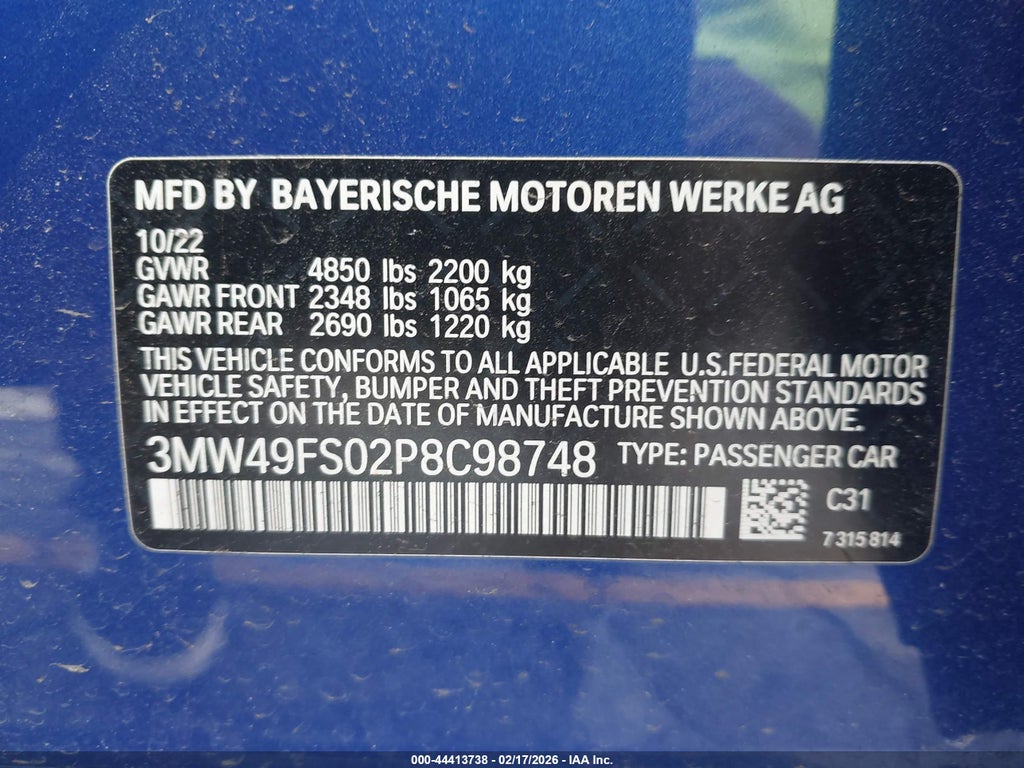 MFD BY BAYERISCHE MOTOREN WERKE AG
10/22
GVWR 4850 lbs 2200 kg
GAWR FRONT 2348 lbs 1065 kg
GAWR REAR 2690 lbs 1220 kg
THIS VEHICLE CONFORMS TO ALL APPLICABLE U.S.FEDERAL MOTOR
VEHICLE SAFETY, BUMPER AND THEFT PREVENTION STANDARDS
IN EFFECT ON THE DATE OF MANUFACTURE SHOWN ABOVE.
3MW49FS02P8C98748 TYPE: PASSENGER CAR
C31
7 315 814
000-44413738 - 02/17/2026 - IAA Inc.